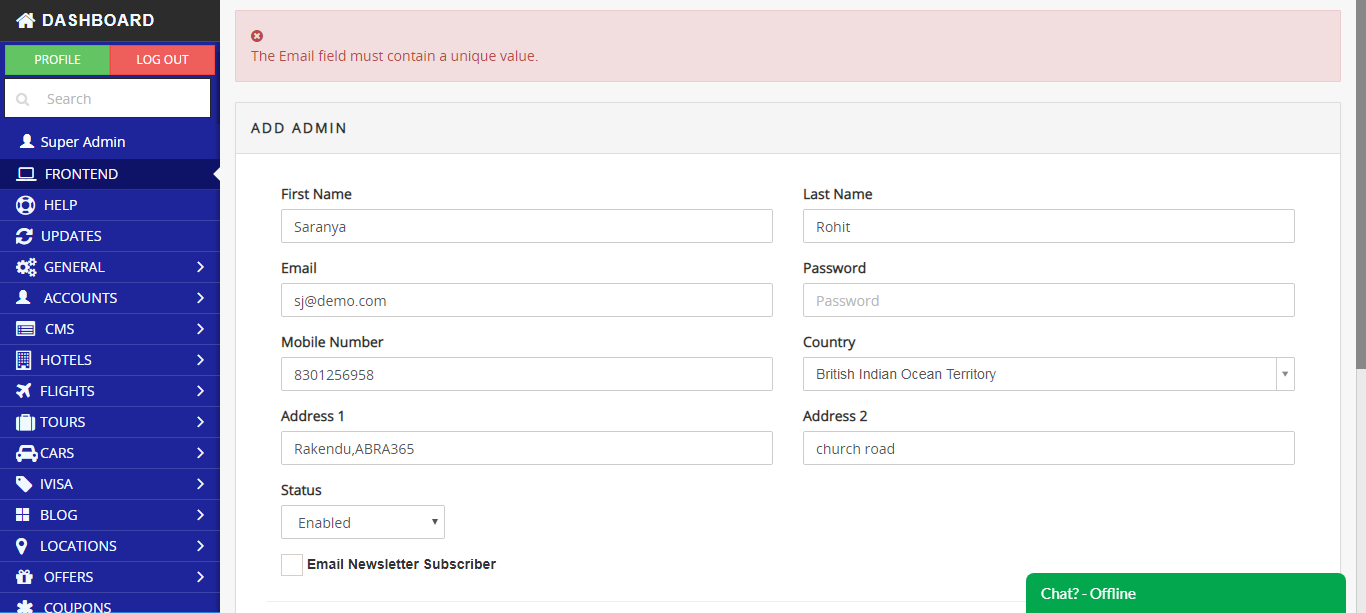 DASHBOARD
PROFILE
LOG OUT
Search
Super Admin
FRONTEND
HELP
UPDATES
GENERAL
ACCOUNTS
CMS
HOTELS
FLIGHTS
TOURS
CARS
IVISA
BLOG
LOCATIONS
OFFERS
COUPONS
The Email field must contain a unique value.
ADD ADMIN
First Name
Last Name
Saranya
Rohit
Email
Password
sj@demo.com
Password
Mobile Number
Country
8301256958
British Indian Ocean Territory
Address 1
Address 2
Rakendu,ABRA365
church road
Status
Enabled
Email Newsletter Subscriber
Chat? - Offline